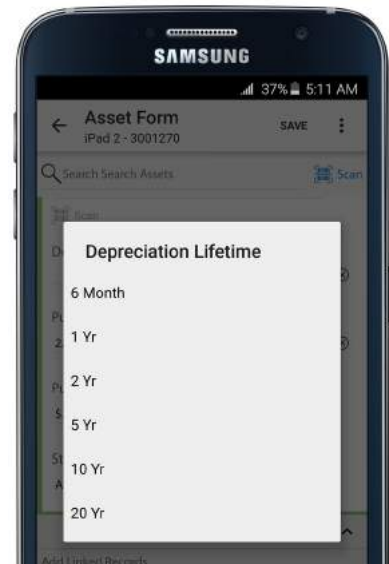 SAMSUNG
37% 5:11 AM
Asset Form
iPad 2 - 3001270
SAVE
Search Search Assets
Scan
Scan
Depreciation Lifetime
6 Month
1 Yr
2 Yr
5 Yr
10 Yr
20 Yr
Add Linked Records